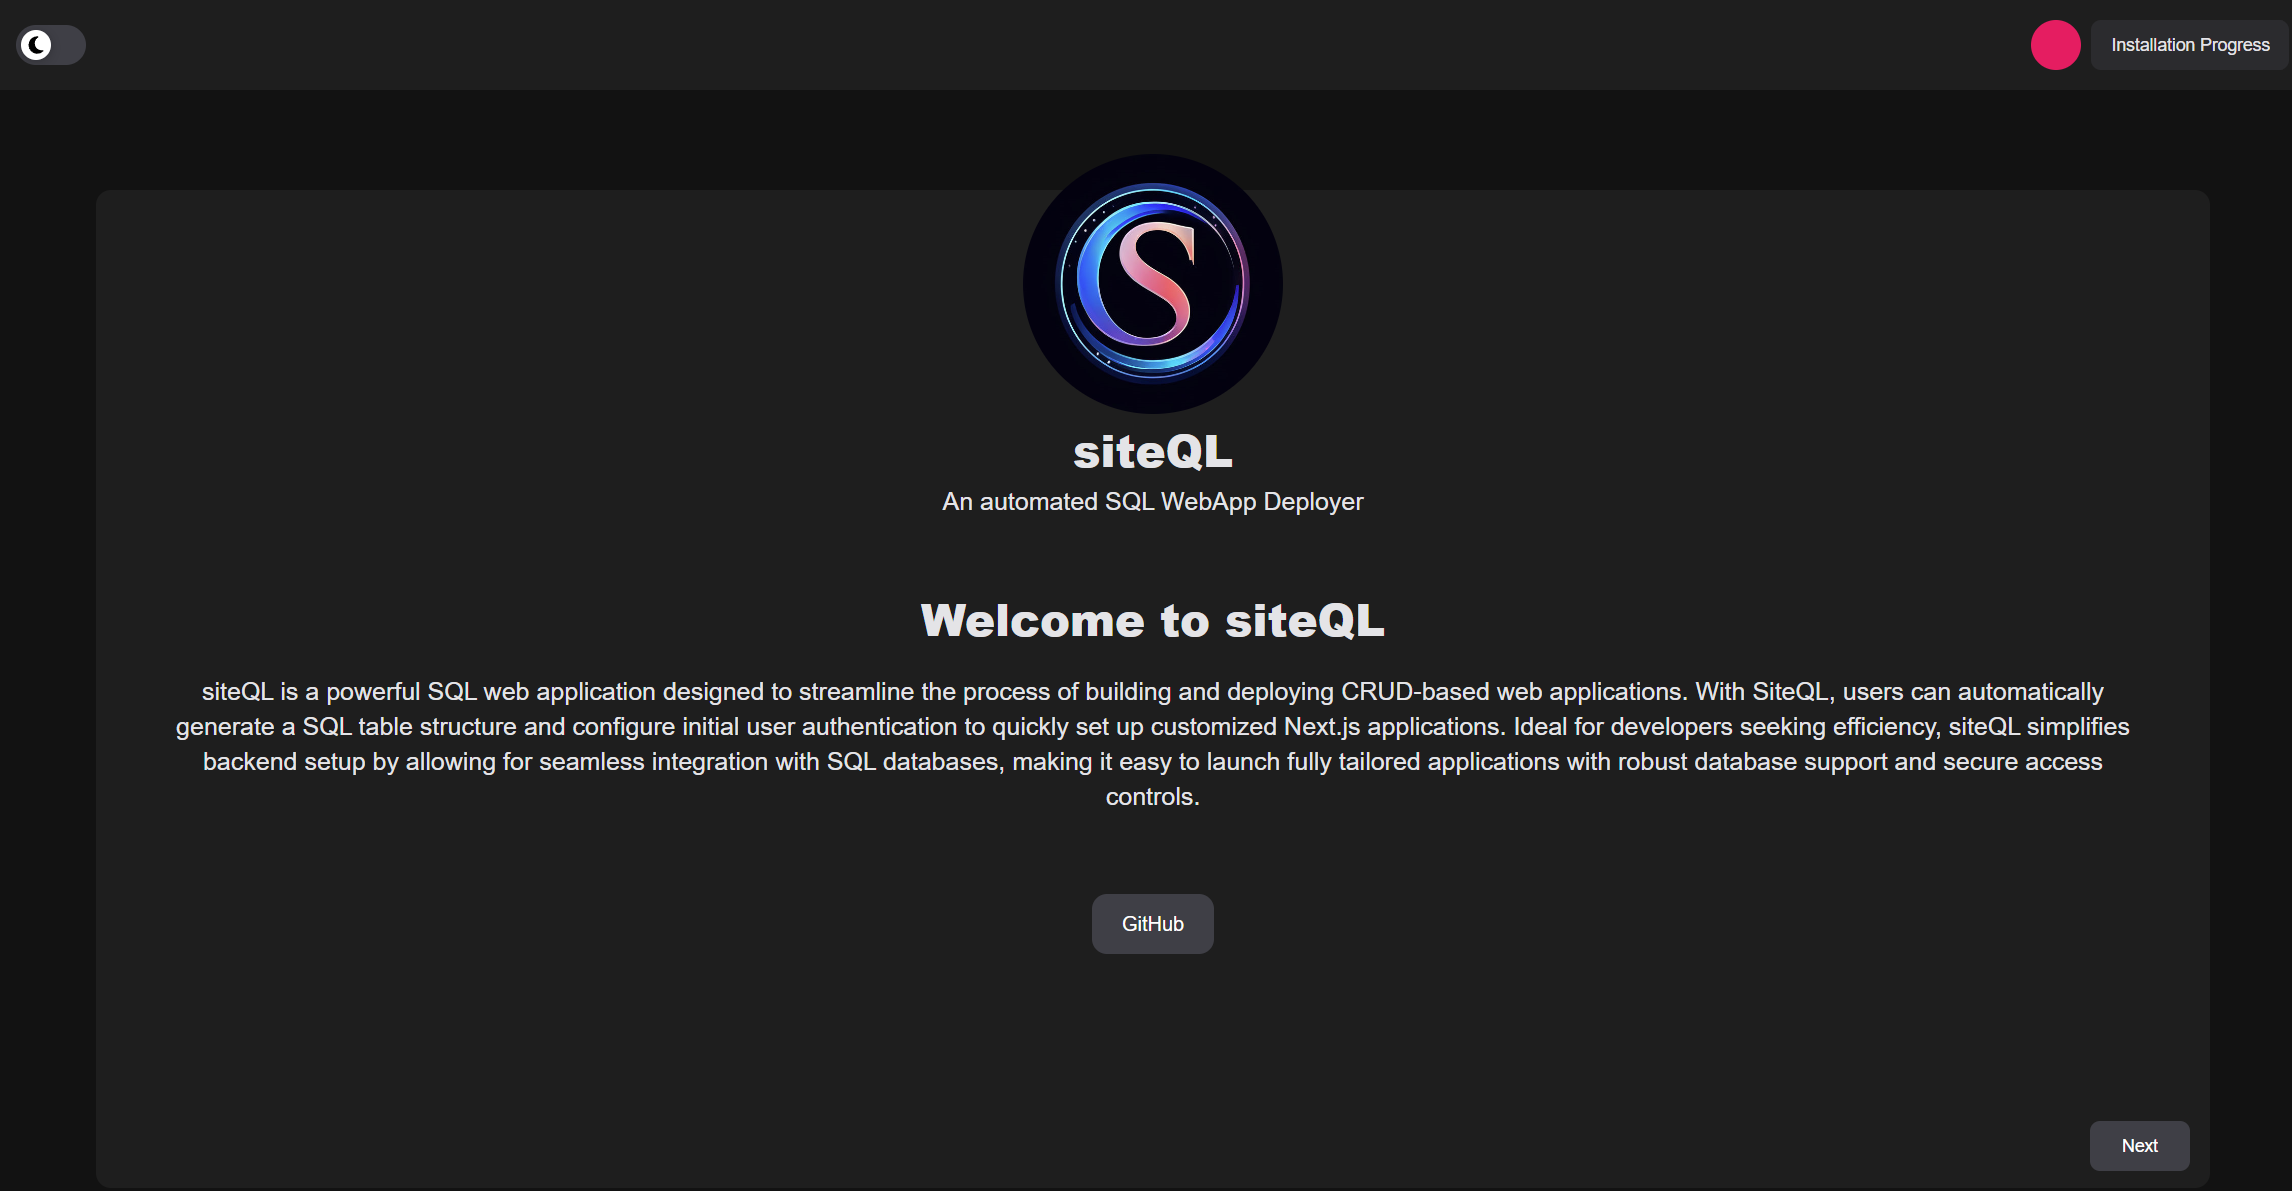 Installation Progress
S
siteQL
An automated SQL WebApp Deployer
Welcome to siteQL
siteQL is a powerful SQL web application designed to streamline the process of building and deploying CRUD-based web applications. With SiteQL, users can automatically
generate a SQL table structure and configure initial user authentication to quickly set up customized Next.js applications. Ideal for developers seeking efficiency, siteQL simplifies
backend setup by allowing for seamless integration with SQL databases, making it easy to launch fully tailored applications with robust database support and secure access
controls.
GitHub
Next